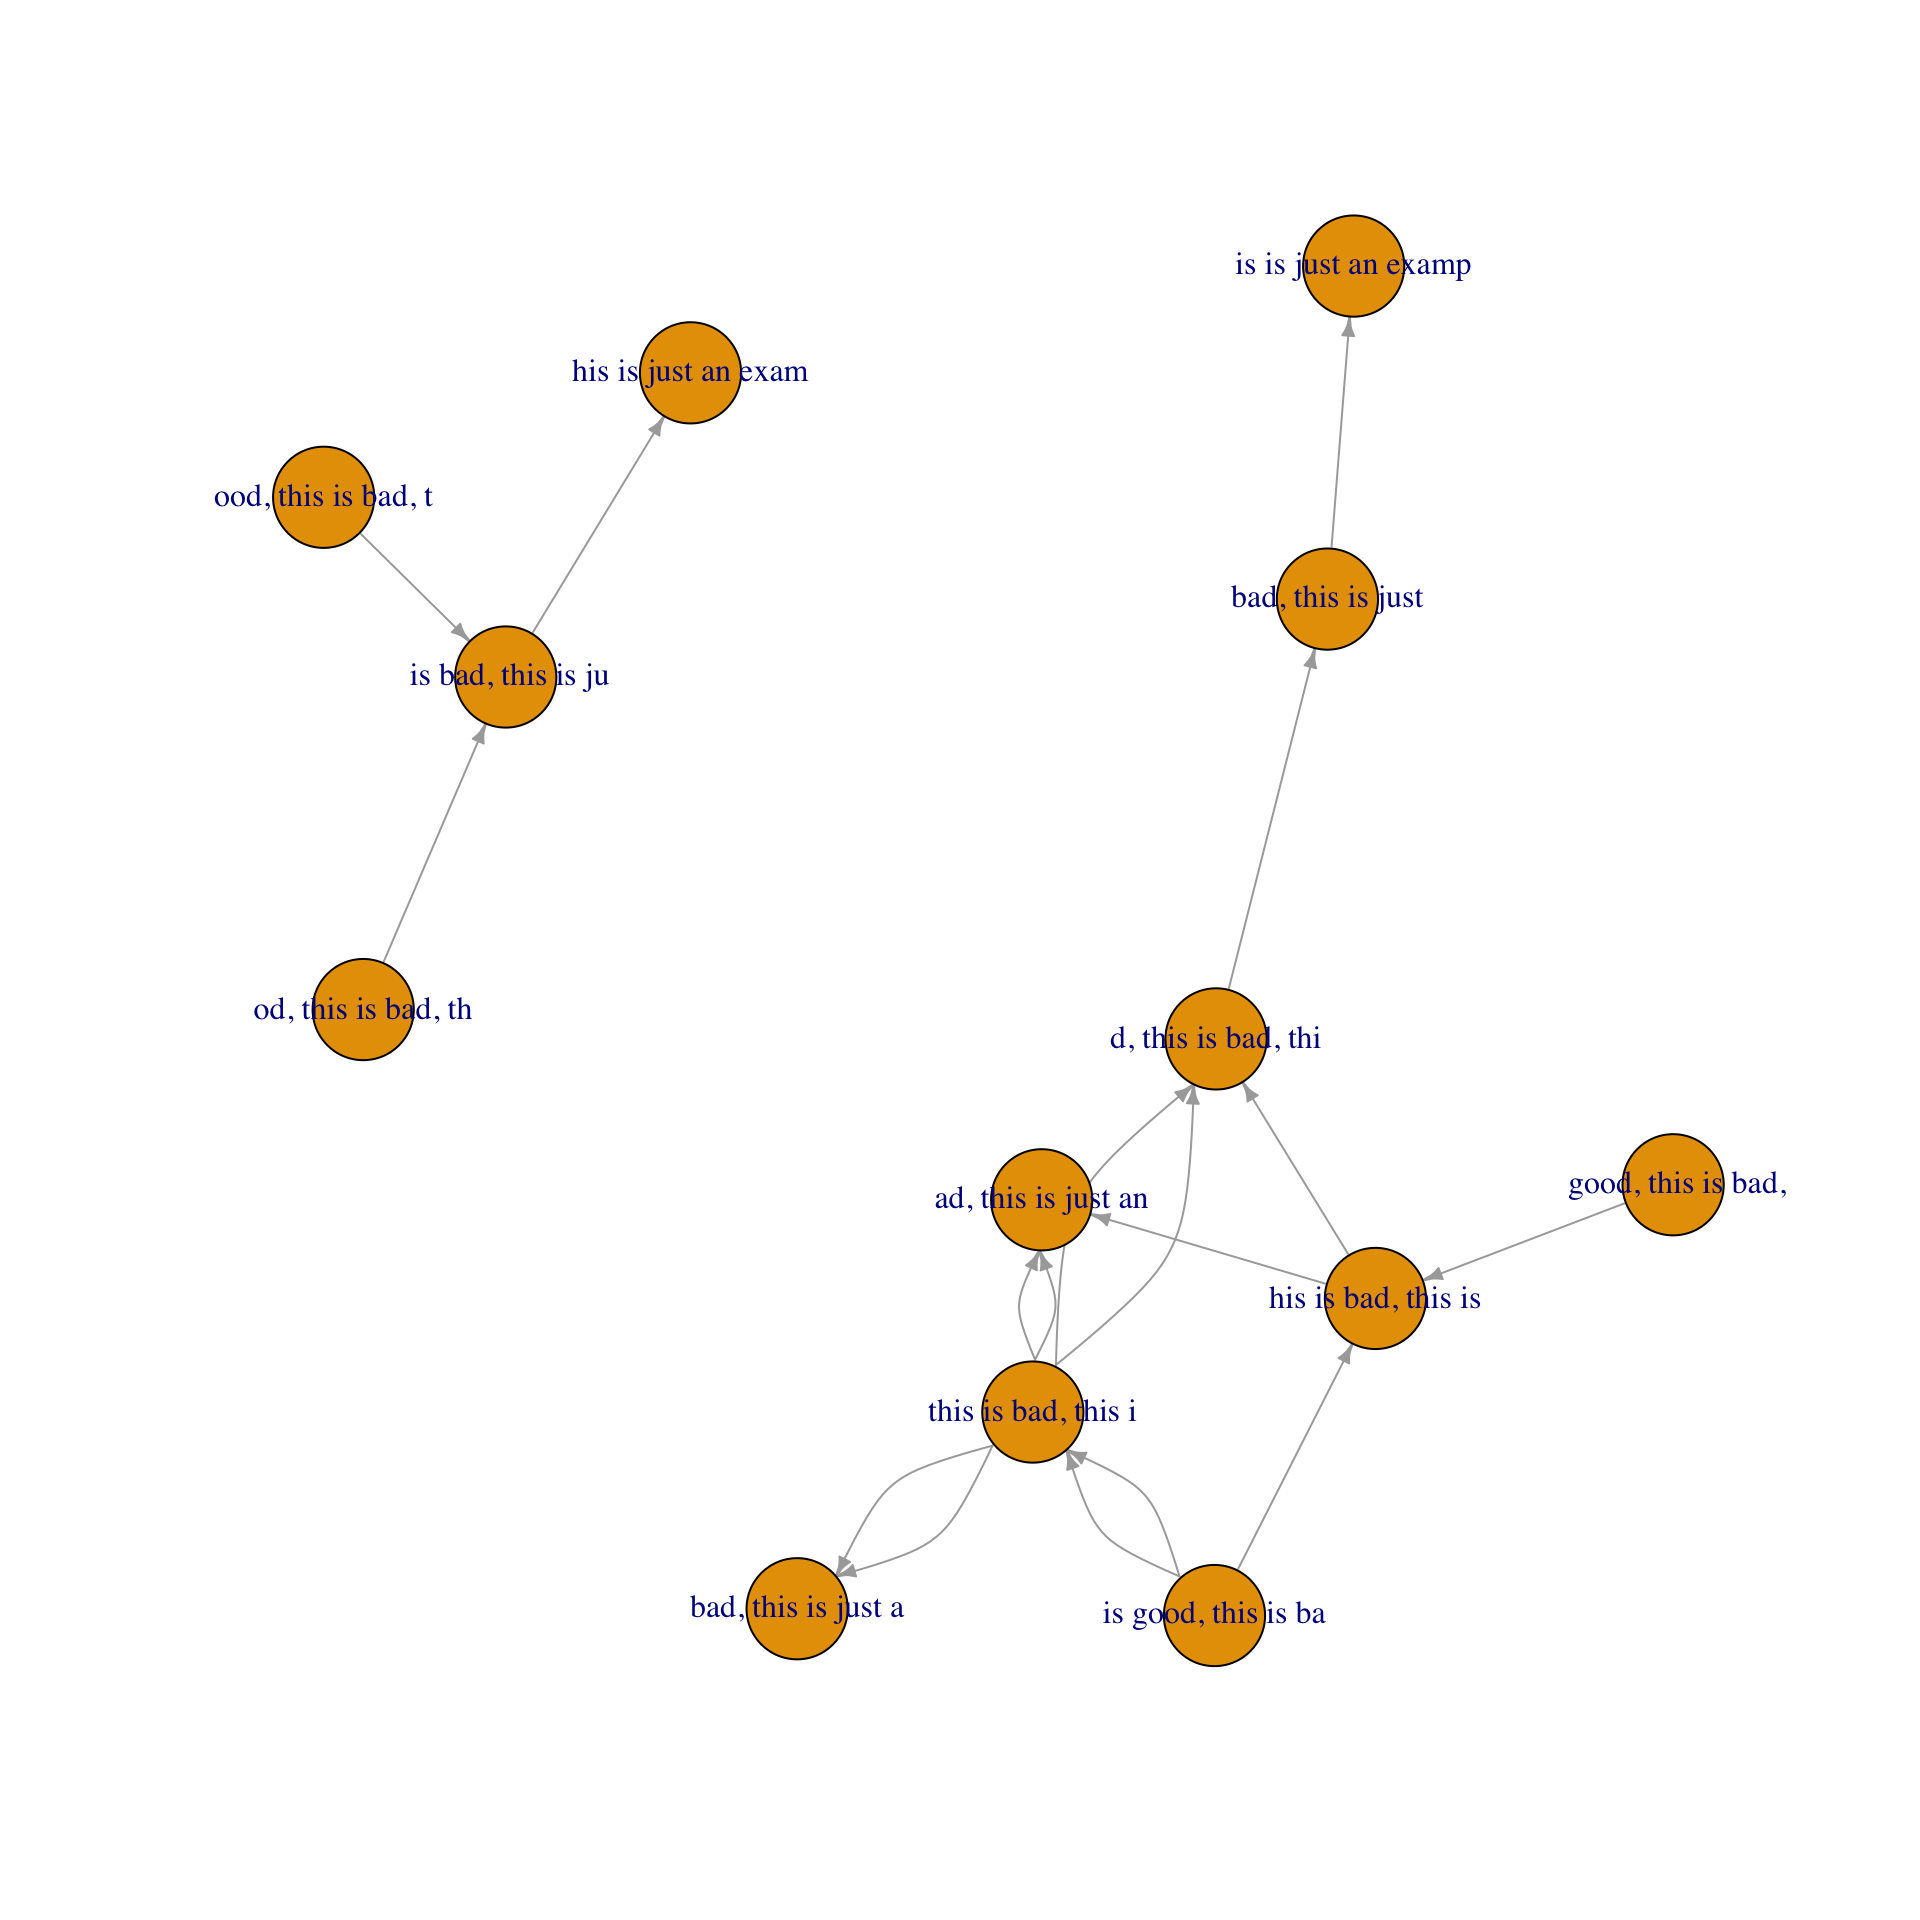 is is just an examp
his is just an exam
ood, this is bad, t
bad, this is just
is bad, this is ju
od, this is bad, th
d, this is bad, thi
good, this is bad,
ad, this is just an
his is bad, this is
this is bad, this i
bad, this is just a
is good, this is ba